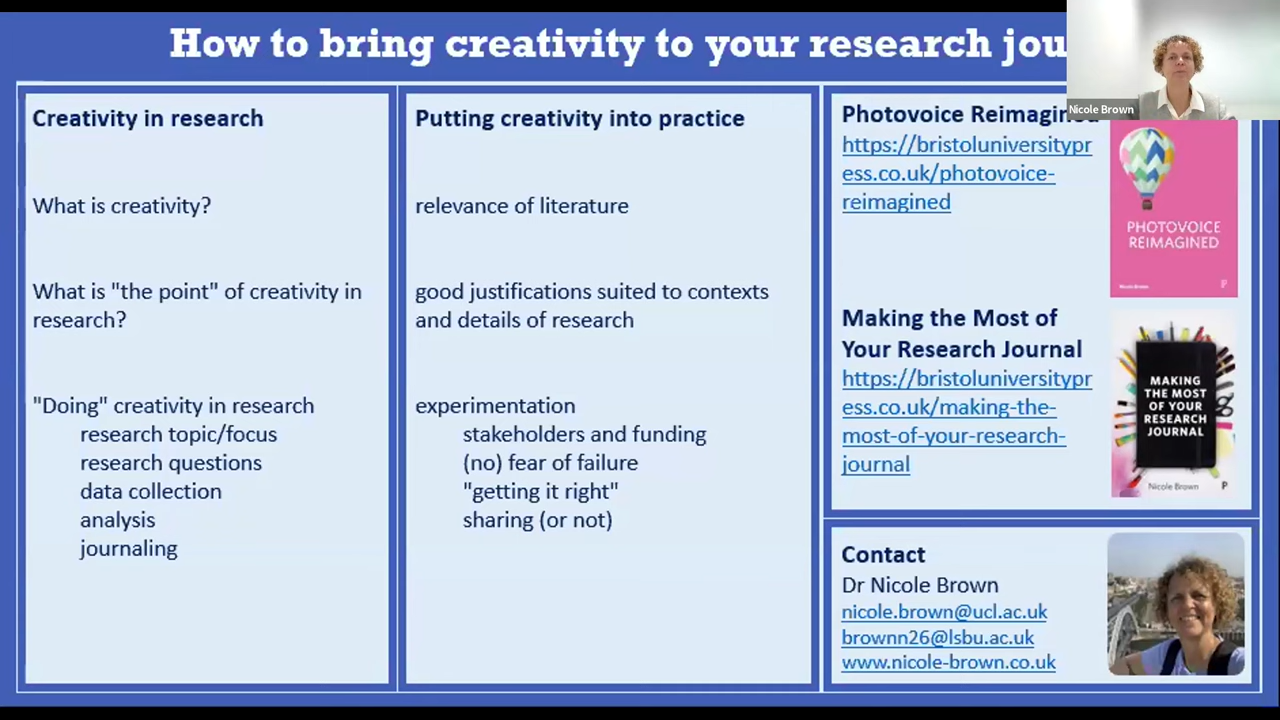 How to bring creativity to your research jou
Nicole Brown
Creativity in research
What is creativity?
What is "the point" of creativity in
research?
"Doing" creativity in research
research topic/focus
research questions
data collection
analysis
journaling
Putting creativity into practice
relevance of literature
good justifications suited to contexts
and details of research
experimentation
stakeholders and funding
(no) fear of failure
"getting it right"
sharing (or not)
Photovoice Reimagined
https://bristoluniversitypr
ess.co.uk/photovoice-
reimagined
PHOTOVOICE
REIMAGINED
Nicole Brown
P
Making the Most of
Your Research Journal
https://bristoluniversitypr
ess.co.uk/making-the-
most-of-your-research-
journal
MAKING
THE MOST
OF YOUR
RESEARCH
JOURNAL
Nicole Brown
P
Contact
Dr Nicole Brown
nicole.brown@ucl.ac.uk
brownn26@lsbu.ac.uk
www.nicole-brown.co.uk